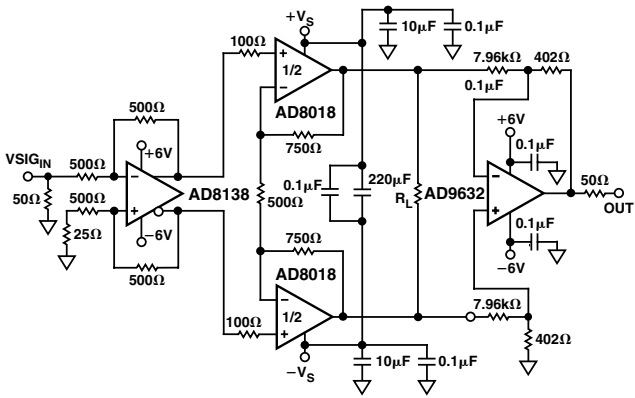 +VS
10µF
0.1µF
100Ω
+
1/2
−
AD8018
7.96kΩ
402Ω
0.1µF
500Ω
750Ω
+6V
+6V
0.1µF
VSIGIN
500Ω
−
500Ω
+
AD8138
50Ω
25Ω
−6V
500Ω
0.1µF
500Ω
220µF
RL
AD9632
−
+
50Ω
OUT
0.1µF
−6V
750Ω
AD8018
−
1/2
+
100Ω
7.96kΩ
402Ω
−VS
10µF
0.1µF